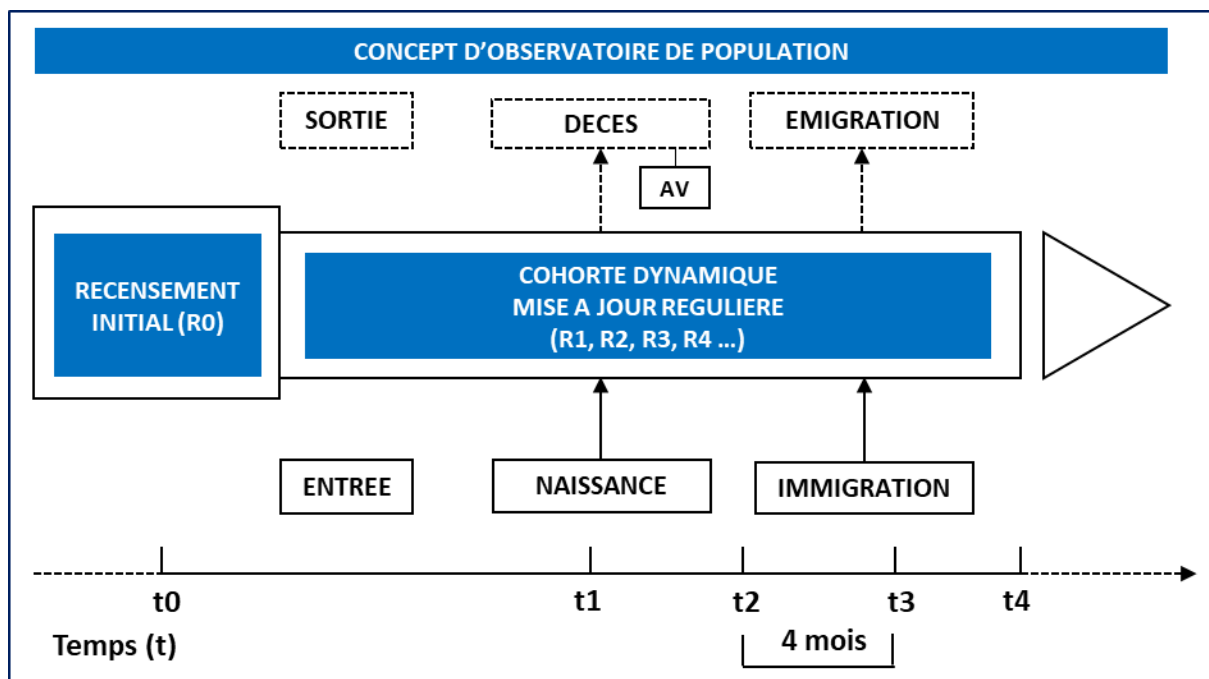 CONCEPT D'OBSERVATOIRE DE POPULATION
SORTIE
DECES
EMIGRATION
AV
RECENSEMENT
INITIAL (R0)
COHORTE DYNAMIQUE
MISE A JOUR REGULIERE
(R1, R2, R3, R4 ...)
ENTREE
NAISSANCE
IMMIGRATION
t0
t1
t2
t3
t4
Temps (t)
4 mois